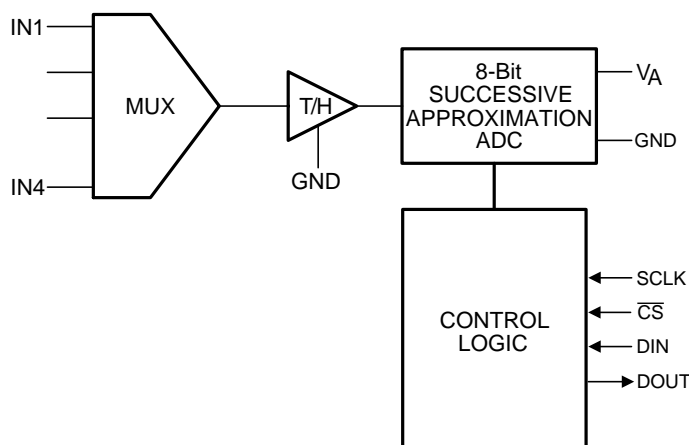 IN1
MUX
IN4
T/H
GND
8-Bit
SUCCESSIVE
APPROXIMATION
ADC
VA
GND
CONTROL
LOGIC
SCLK
CS
DIN
DOUT